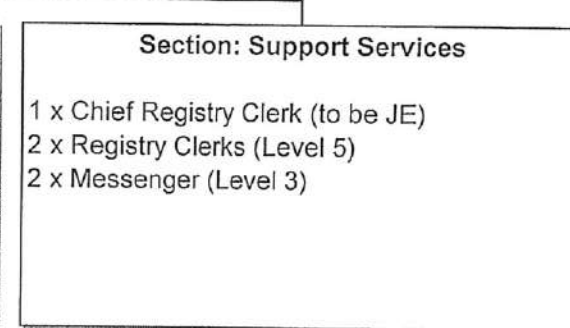 Section: Support Services
1 x Chief Registry Clerk (to be JE)
2 x Registry Clerks (Level 5)
2 x Messenger (Level 3)